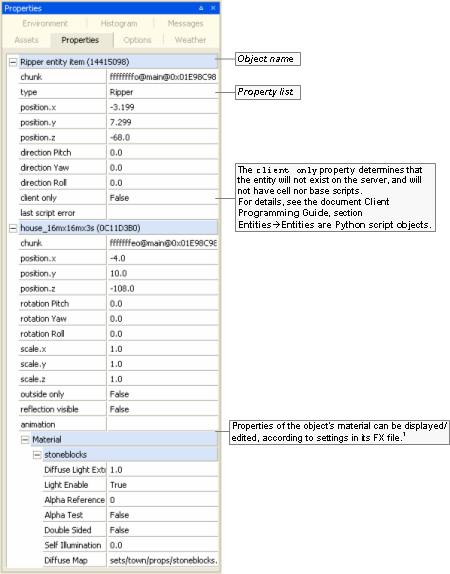 Properties
Environment Histogram Messages
Assets Properties Options Weather
Ripper entity item (14415098)
chunk fffffffo@main@0x01E98C98
type Ripper
position.x -3.199
position.y 7.299
position.z -68.0
direction Pitch 0.0
direction Yaw 0.0
direction Roll 0.0
client only False
last script error
house_16mx16mx3s (0C11D3B0)
chunk fffffffeo@main@0x01E98C98
position.x -4.0
position.y 10.0
position.z -108.0
rotation Pitch 0.0
rotation Yaw 0.0
rotation Roll 0.0
scale.x 1.0
scale.y 1.0
scale.z 1.0
outside only False
reflection visible False
animation
Material
stoneblocks
Diffuse Light Extr 1.0
Light Enable True
Alpha Reference 0
Alpha Test False
Double Sided False
Self Illumination 0.0
Diffuse Map sets/town/props/stoneblocks.
Object name
Property list
The client only property determines that
the entity will not exist on the server, and will
not have cell nor base scripts.
For details, see the document Client
Programming Guide, section
Entities→Entities are Python script objects.
Properties of the object's material can be displayed/
edited, according to settings in its FX file.¹